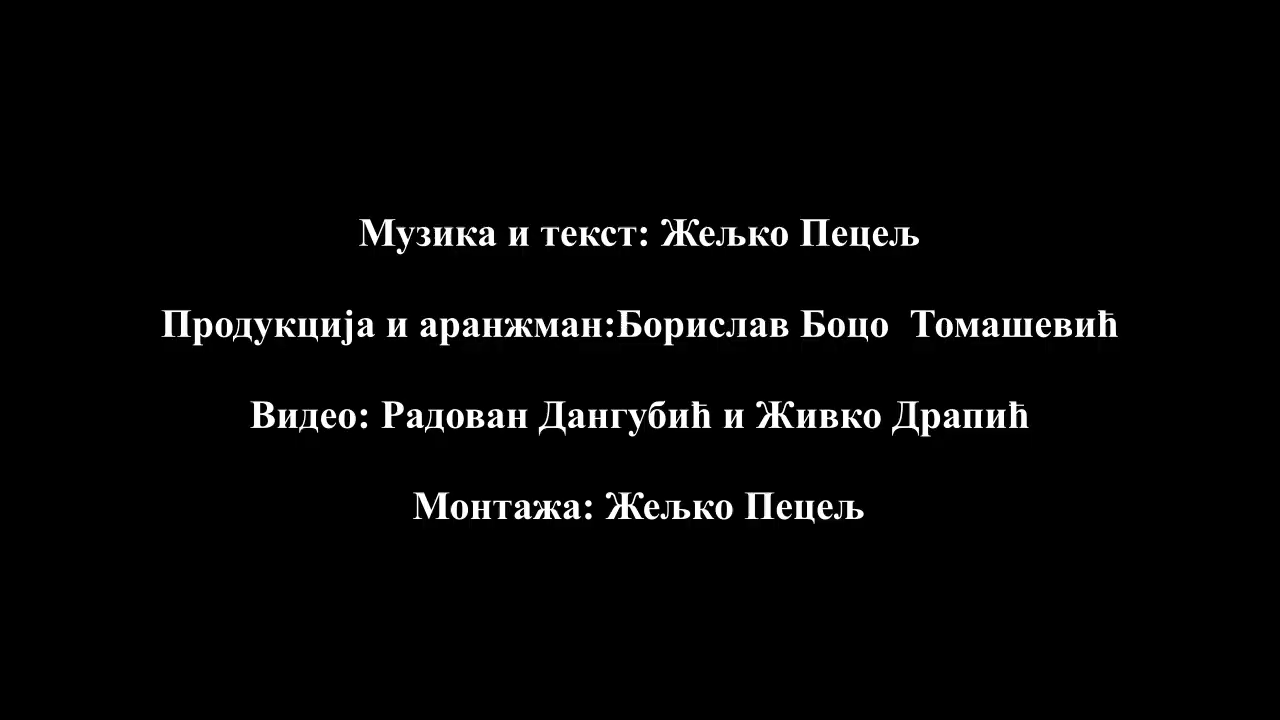 Музика и текст: Жељко Пецељ
Продукција и аранжман:Борислав Боцо  Томашевић
Видео: Радован Дангубић и Живко Драпић
Монтажа: Жељко Пецељ